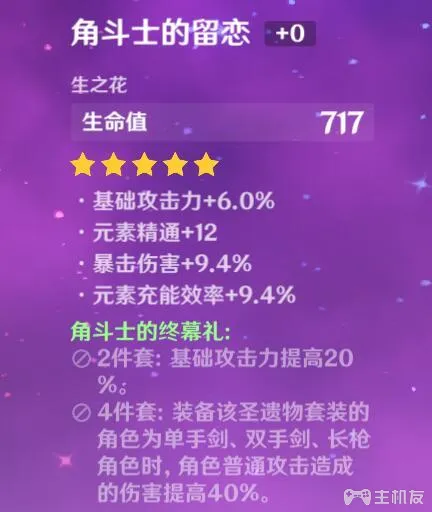 角斗士的留恋 +0
生之花
生命值 717
·基础攻击力+6.0%
·元素精通+12
·暴击伤害+9.4%
·元素充能效率+9.4%
角斗士的终幕礼:
2件套: 基础攻击力提高20
%。
4件套: 装备该圣遗物套装的
角色为单手剑、双手剑、长枪
角色时, 角色普通攻击造成
的伤害提高40%。
主机友